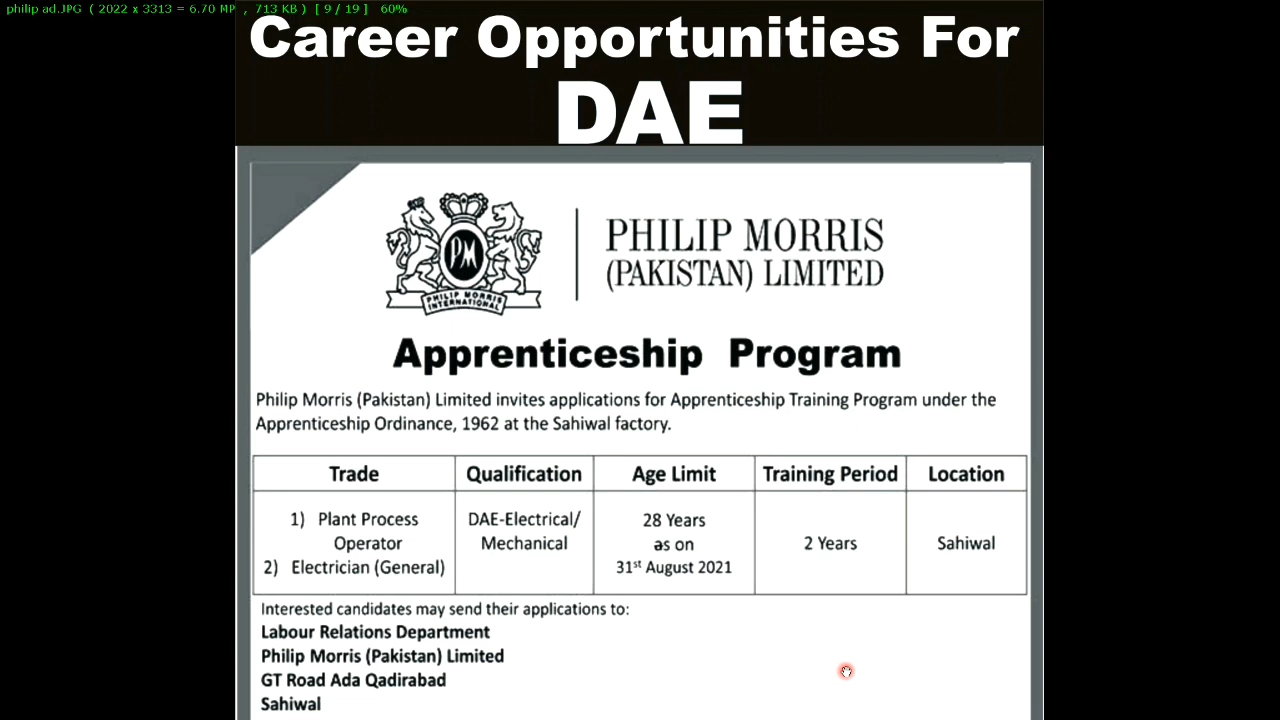 philip ad.JPG ( 2022 x 3313 = 6.70 MP , 713 KB ) [ 9 / 19 ] 60%
Career Opportunities For
DAE
PM
PHILIP MORRIS
INTERNATIONAL
PHILIP MORRIS
(PAKISTAN) LIMITED
Apprenticeship Program
Philip Morris (Pakistan) Limited invites applications for Apprenticeship Training Program under the
Apprenticeship Ordinance, 1962 at the Sahiwal factory.
Trade Qualification Age Limit Training Period Location
1) Plant Process DAE-Electrical/ 28 Years
Operator Mechanical as on 2 Years Sahiwal
2) Electrician (General) 31st August 2021
Interested candidates may send their applications to:
Labour Relations Department
Philip Morris (Pakistan) Limited
GT Road Ada Qadirabad
Sahiwal